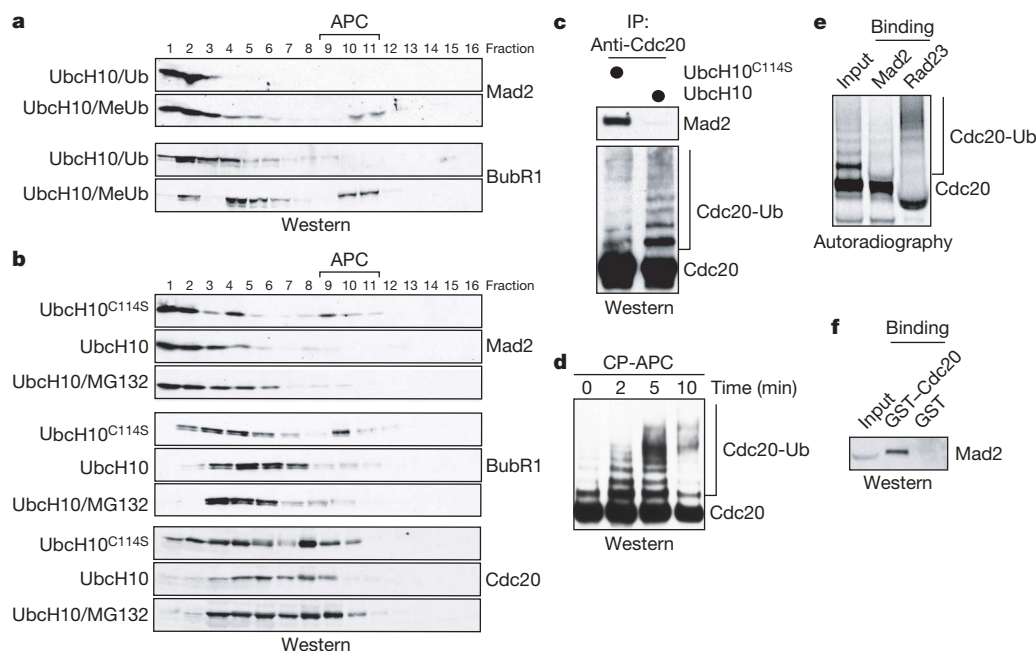 a
APC
1 2 3 4 5 6 7 8 9 10 11 12 13 14 15 16 Fraction
UbcH10/Ub
UbcH10/MeUb
Mad2
UbcH10/Ub
UbcH10/MeUb
BubR1
Western
b
APC
1 2 3 4 5 6 7 8 9 10 11 12 13 14 15 16 Fraction
UbcH10C114S
UbcH10
Mad2
UbcH10/MG132
UbcH10C114S
UbcH10
BubR1
UbcH10/MG132
UbcH10C114S
UbcH10
Cdc20
UbcH10/MG132
Western
c
IP:
Anti-Cdc20
UbcH10C114S
UbcH10
Mad2
Cdc20-Ub
Cdc20
Western
d
CP-APC
0 2 5 10 Time (min)
Cdc20-Ub
Cdc20
Western
e
Binding
Input Mad2 Rad23
Cdc20-Ub
Cdc20
Autoradiography
f
Binding
Input GST–Cdc20 GST
Mad2
Western